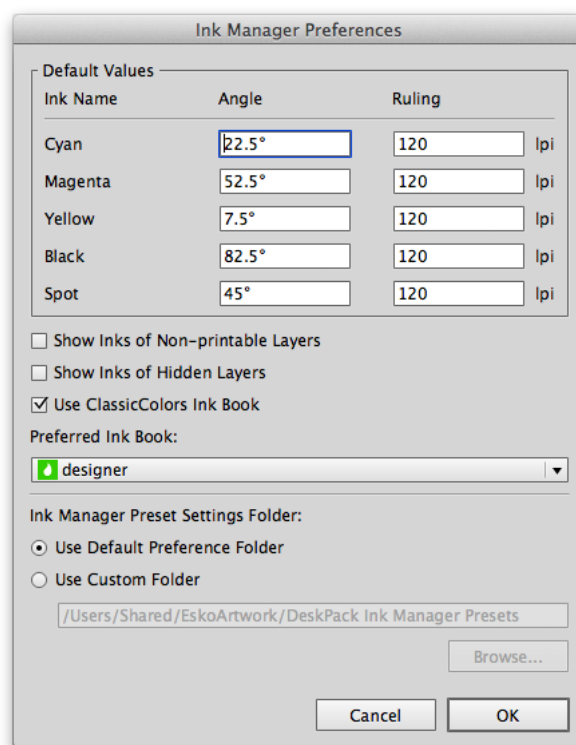 Ink Manager Preferences
Default Values
Ink Name Angle Ruling
Cyan 22.5° 120 lpi
Magenta 52.5° 120 lpi
Yellow 7.5° 120 lpi
Black 82.5° 120 lpi
Spot 45° 120 lpi
Show Inks of Non-printable Layers
Show Inks of Hidden Layers
Use ClassicColors Ink Book
Preferred Ink Book:
designer
Ink Manager Preset Settings Folder:
Use Default Preference Folder
Use Custom Folder
/Users/Shared/EskoArtwork/DeskPack Ink Manager Presets
Browse...
Cancel OK